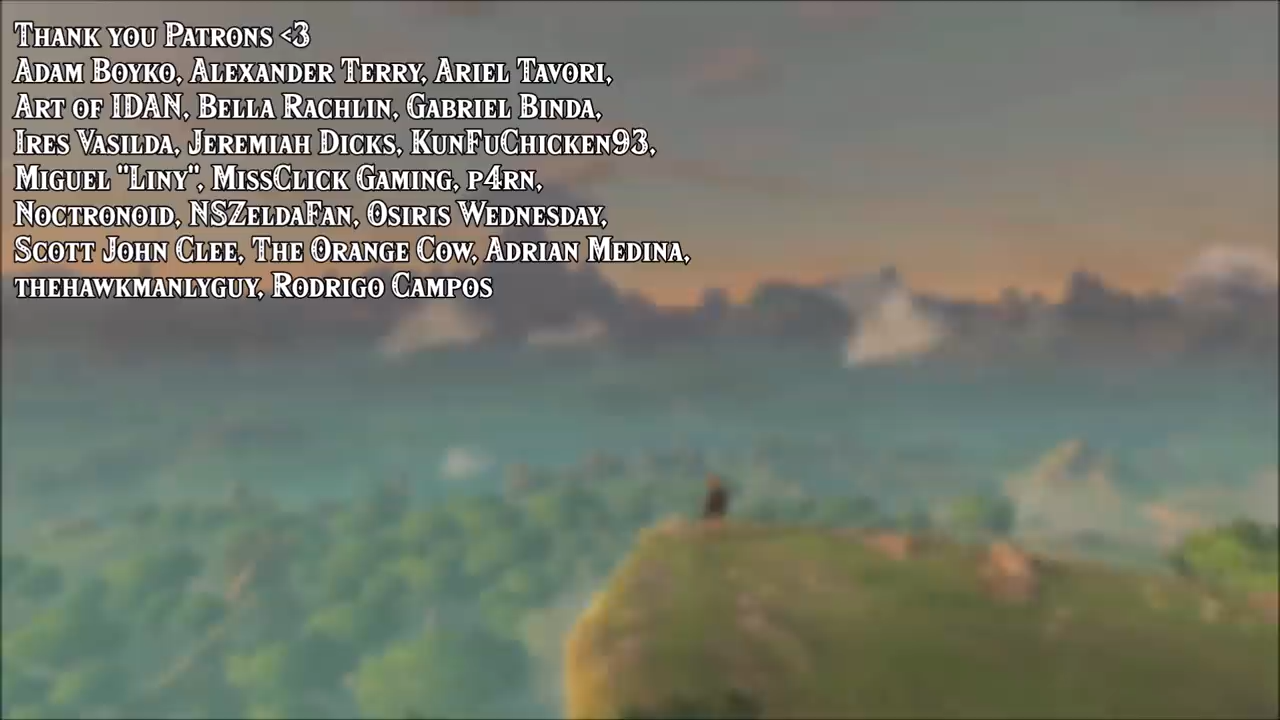 Thank you Patrons <3
Adam Boyko, Alexander Terry, Ariel Tavori,
Art of IDAN, Bella Rachlin, Gabriel Binda,
Ires Vasilda, Jeremiah Dicks, KunFuChicken93,
Miguel "Liny", MissClick Gaming, p4rn,
Noctronoid, NSZeldaFan, Osiris Wednesday,
Scott John Clee, The Orange Cow, Adrian Medina,
thehawkmanlyguy, Rodrigo Campos